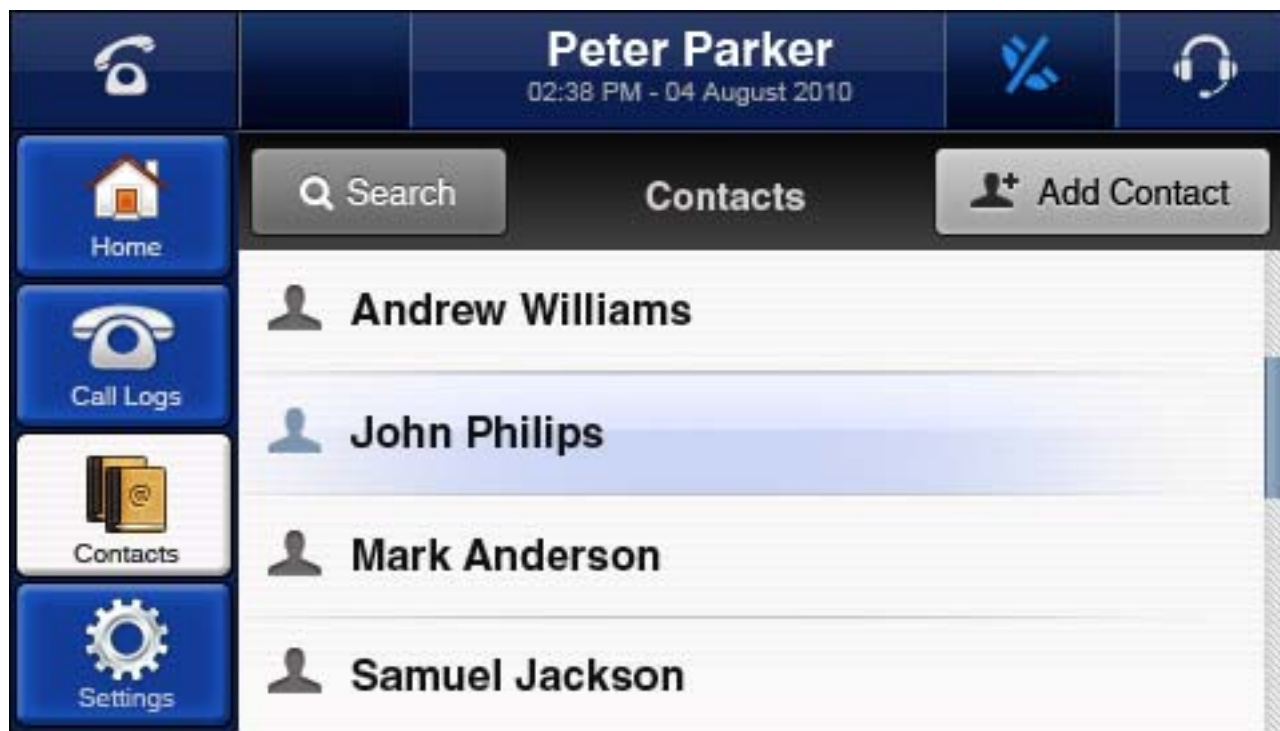 Peter Parker
02:38 PM - 04 August 2010
Home
Call Logs
Contacts
Settings
Search
Contacts
Add Contact
Andrew Williams
John Philips
Mark Anderson
Samuel Jackson